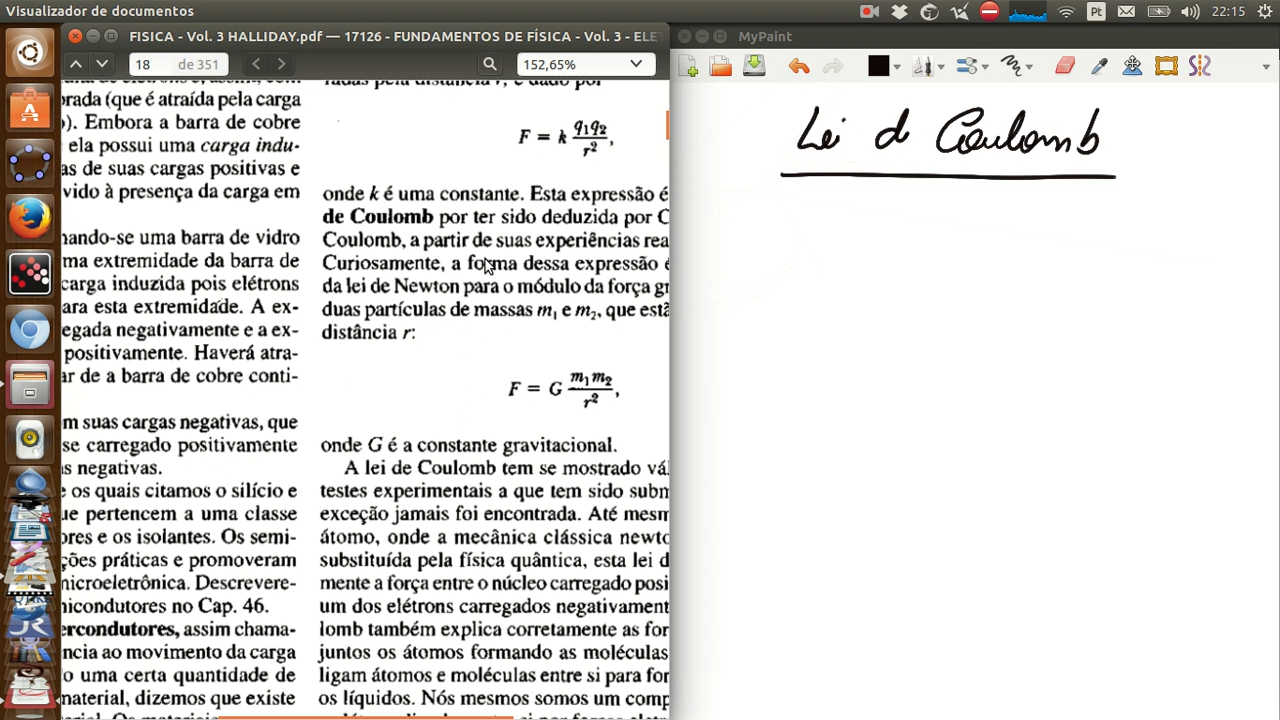 Visualizador de documentos
Pt
22:15
FISICA - Vol. 3 HALLIDAY.pdf — 17126 - FUNDAMENTOS DE FÍSICA - Vol. 3 - ELE
MyPaint
18 de 351
152,65%
orada (que é atraída pela carga
o). Embora a barra de cobre
ela possui uma carga indu-
as de suas cargas positivas e
vido à presença da carga em
nando-se uma barra de vidro
ma extremidade da barra de
carga induzida pois elétrons
ara esta extremidade. A ex-
egada negativamente e a ex-
positivamente. Haverá atra-
ar de a barra de cobre conti-
m suas cargas negativas, que
se carregado positivamente
s negativas.
e os quais citamos o silício e
ue pertencem a uma classe
ores e os isolantes. Os semi-
ções práticas e promoveram
nicroeletrônica. Descrevere-
nicondutores no Cap. 46.
ercondutores, assim chama-
ncia ao movimento da carga
o uma certa quantidade de
material, dizemos que existe
radas pela distância r, é dado por
F = k q₁q₂ / r²,
onde k é uma constante. Esta expressão é
de Coulomb por ter sido deduzida por C
Coulomb, a partir de suas experiências rea
Curiosamente, a forma dessa expressão é
da lei de Newton para o módulo da força gr
duas partículas de massas m₁ e m₂, que está
distância r:
F = G m₁m₂ / r²,
onde G é a constante gravitacional.
A lei de Coulomb tem se mostrado vá
testes experimentais a que tem sido subm
exceção jamais foi encontrada. Até mesm
átomo, onde a mecânica clássica newto
substituída pela física quântica, esta lei d
mente a força entre o núcleo carregado posi
um dos elétrons carregados negativament
lomb também explica corretamente as for
juntos os átomos formando as moléculas
ligam átomos e moléculas entre si para for
os líquidos. Nós mesmos somos um comp
Lei d Coulomb